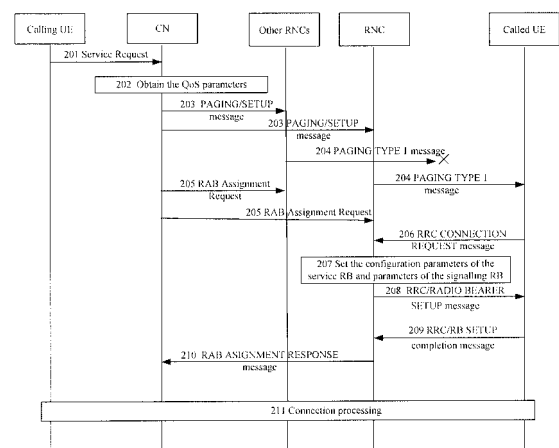 Calling UE
CN
Other RNCs
RNC
Called UE
201 Service Request
202 Obtain the QoS parameters
203 PAGING/SETUP
message
203 PAGING/SETUP
message
204 PAGING TYPE 1 message
204 PAGING TYPE 1
message
205 RAB Assignment
Request
205 RAB Assignment Request
206 RRC CONNECTION
REQUEST message
207 Set the configuration parameters of the
service RB and parameters of the signalling RB
208 RRC/RADIO BEARER
SETUP message
209 RRC/RB SETUP
completion message
210 RAB ASIGNMENT RESPONSE
message
211 Connection processing